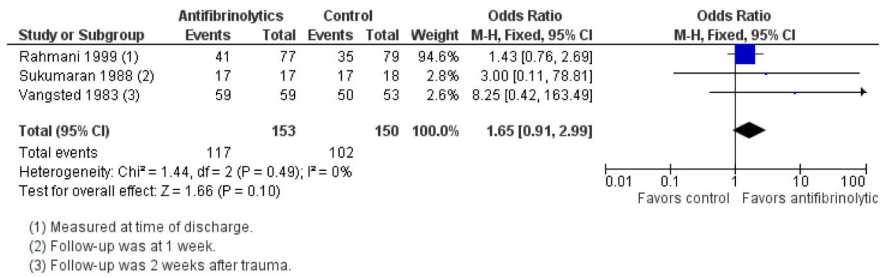 Antifibrinolytics Control Odds Ratio Odds Ratio
Study or Subgroup Events Total Events Total Weight M-H, Fixed, 95% CI M-H, Fixed, 95% CI
Rahmani 1999 (1) 41 77 35 79 94.6% 1.43 [0.76, 2.69]
Sukumaran 1988 (2) 17 17 17 18 2.8% 3.00 [0.11, 78.81]
Vangsted 1983 (3) 59 59 50 53 2.6% 8.25 [0.42, 163.49]
Total (95% CI) 153 150 100.0% 1.65 [0.91, 2.99]
Total events 117 102
Heterogeneity: Chi² = 1.44, df = 2 (P = 0.49); I² = 0%
Test for overall effect: Z = 1.66 (P = 0.10)
0.01 0.1 1 10 100
Favors control Favors antifibrinolytic
(1) Measured at time of discharge.
(2) Follow-up was at 1 week.
(3) Follow-up was 2 weeks after trauma.